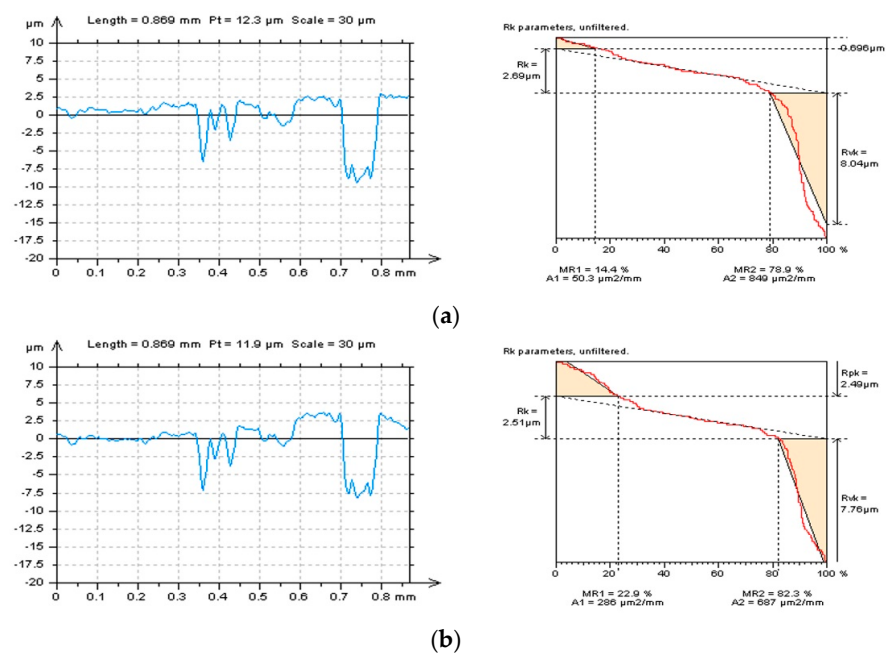 µm Length = 0.869 mm Pt = 12.3 µm Scale = 30 µm
10
7.5
5
2.5
0
-2.5
-5
-7.5
-10
-12.5
-15
-17.5
-20
0 0.1 0.2 0.3 0.4 0.5 0.6 0.7 0.8 mm
Rk parameters, unfiltered.
0.696µm
Rk =
2.69µm
Rvk =
8.04µm
0 20 40 60 80 100 %
MR1 = 14.4 % MR2 = 78.9 %
A1 = 50.3 µm2/mm A2 = 849 µm2/mm
(a)
µm Length = 0.869 mm Pt = 11.9 µm Scale = 30 µm
10
7.5
5
2.5
0
-2.5
-5
-7.5
-10
-12.5
-15
-17.5
-20
0 0.1 0.2 0.3 0.4 0.5 0.6 0.7 0.8 mm
Rk parameters, unfiltered.
Rpk =
2.49µm
Rk =
2.51µm
Rvk =
7.76µm
0 20 40 60 80 100 %
MR1 = 22.9 % MR2 = 82.3 %
A1 = 286 µm2/mm A2 = 687 µm2/mm
(b)